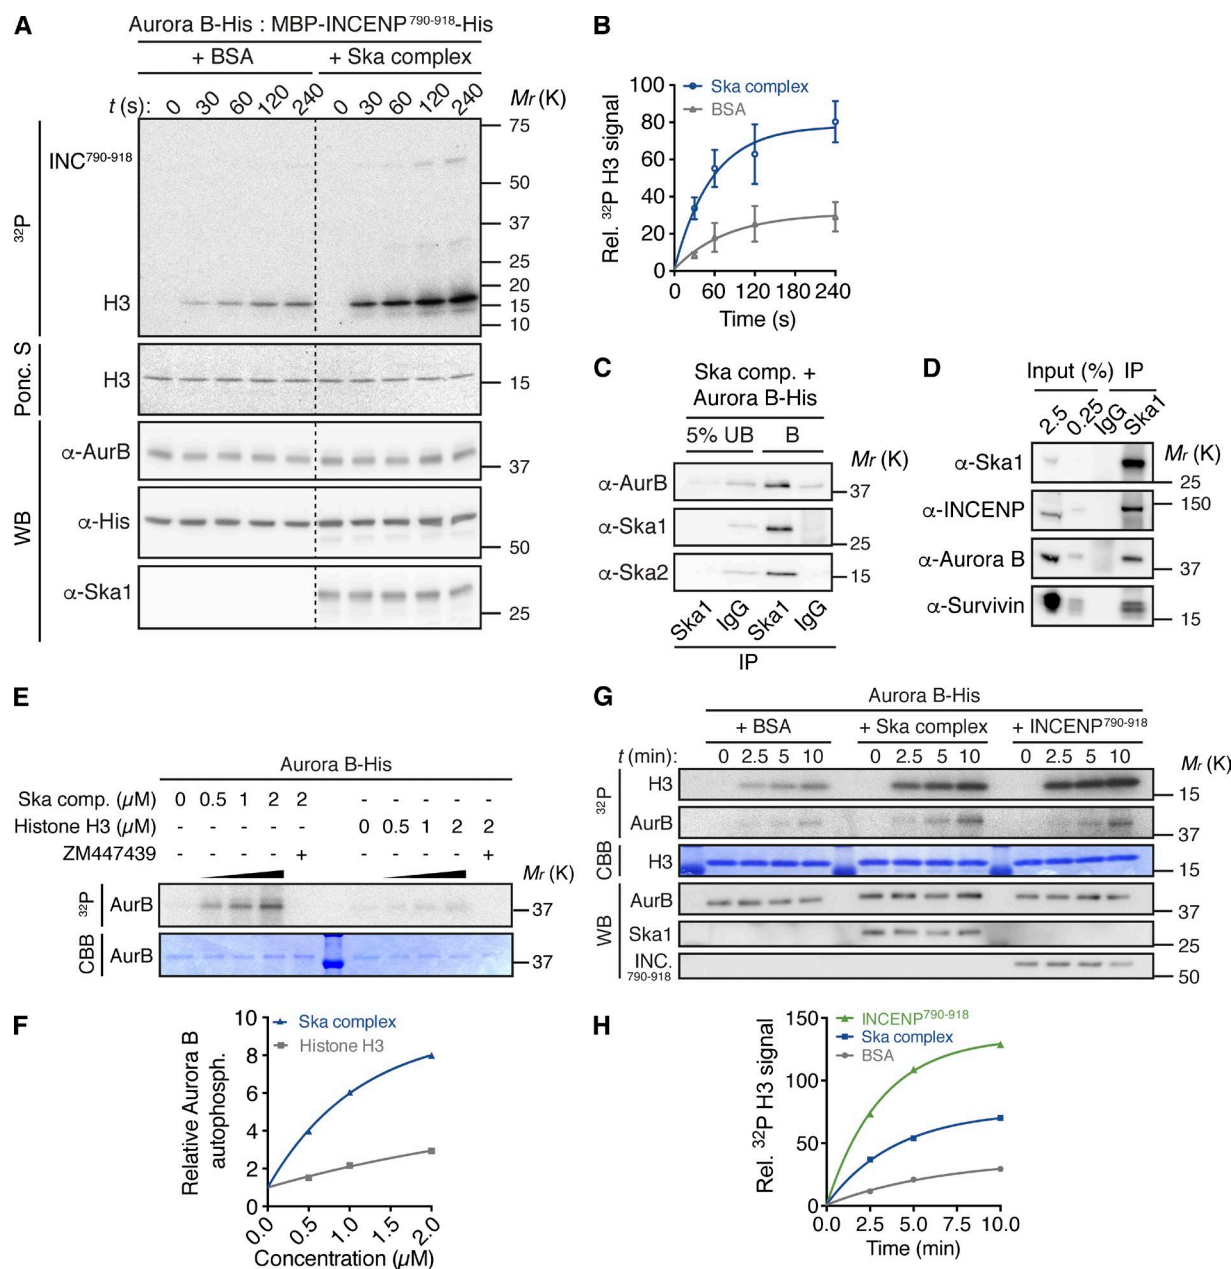 A
Aurora B-His : MBP-INCENP790-918-His
+ BSA
+ Ska complex
t (s): 0 30 60 120 240 0 30 60 120 240
Mr (K)
32P
INC790-918
H3
75
50
37
25
20
15
10
Ponc. S
H3
15
WB
α-AurB
37
α-His
50
α-Ska1
25
B
Rel. 32P H3 signal
100
80
60
40
20
0
Ska complex
BSA
0 60 120 180 240
Time (s)
C
Ska comp. +
Aurora B-His
5% UB B
Mr (K)
α-AurB
37
α-Ska1
25
α-Ska2
15
Ska1 IgG Ska1 IgG
IP
D
Input (%) IP
2.5 0.25 IgG Ska1
Mr (K)
α-Ska1
25
α-INCENP
150
α-Aurora B
37
α-Survivin
15
E
Aurora B-His
Ska comp. (µM) 0 0.5 1 2 2 - - - - -
Histone H3 (µM) - - - - - 0 0.5 1 2 2
ZM447439 - - - - + - - - - +
Mr (K)
32P AurB
37
CBB AurB
37
F
Relative Aurora B
autophosph.
10
8
6
4
2
0
Ska complex
Histone H3
0.0 0.5 1.0 1.5 2.0
Concentration (µM)
G
Aurora B-His
+ BSA + Ska complex + INCENP790-918
t (min): 0 2.5 5 10 0 2.5 5 10 0 2.5 5 10
Mr (K)
32P
H3
15
AurB
37
CBB
H3
15
WB
AurB
37
Ska1
25
INC.
790-918
50
H
Rel. 32P H3 signal
150
100
50
0
INCENP790-918
Ska complex
BSA
0.0 2.5 5.0 7.5 10.0
Time (min)